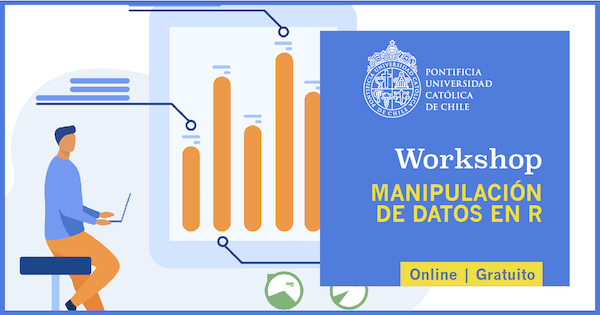 PONTIFICIA
UNIVERSIDAD
CATÓLICA
DE CHILE
Workshop
MANIPULACIÓN
DE DATOS EN R
Online | Gratuito